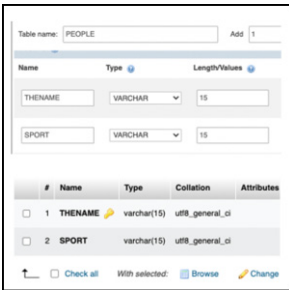 Table name: PEOPLE Add 1
Name Type Length/Values
THENAME VARCHAR 15
SPORT VARCHAR 15
# Name Type Collation Attributes
1 THENAME varchar(15) utf8_general_ci
2 SPORT varchar(15) utf8_general_ci
Check all With selected: Browse Change